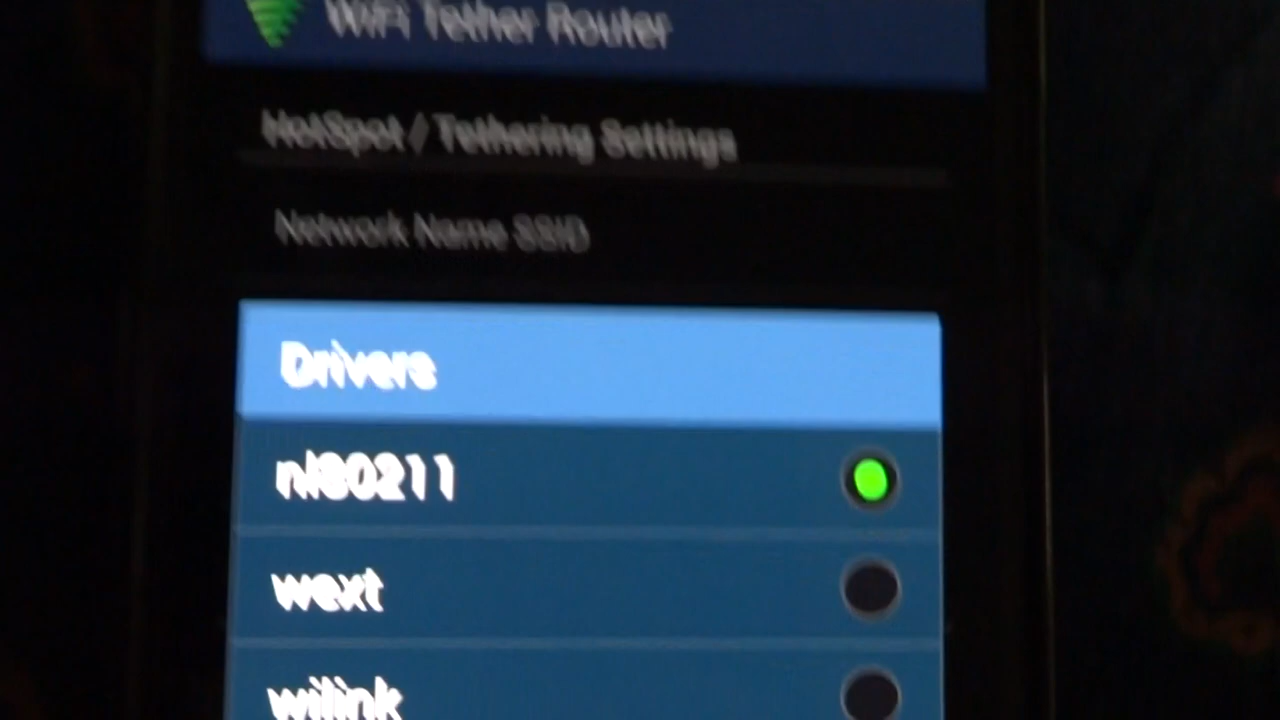 WiFi Tether Router
HotSpot / Tethering Settings
Network Name SSID
Drivers
nl80211
wext
wilink